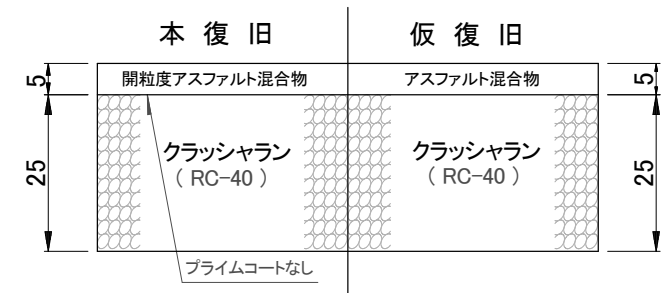 本復旧 仮復旧
5 開粒度アスファルト混合物 アスファルト混合物 5
25 クラッシャラン クラッシャラン 25
( RC-40 ) ( RC-40 )
プライムコートなし